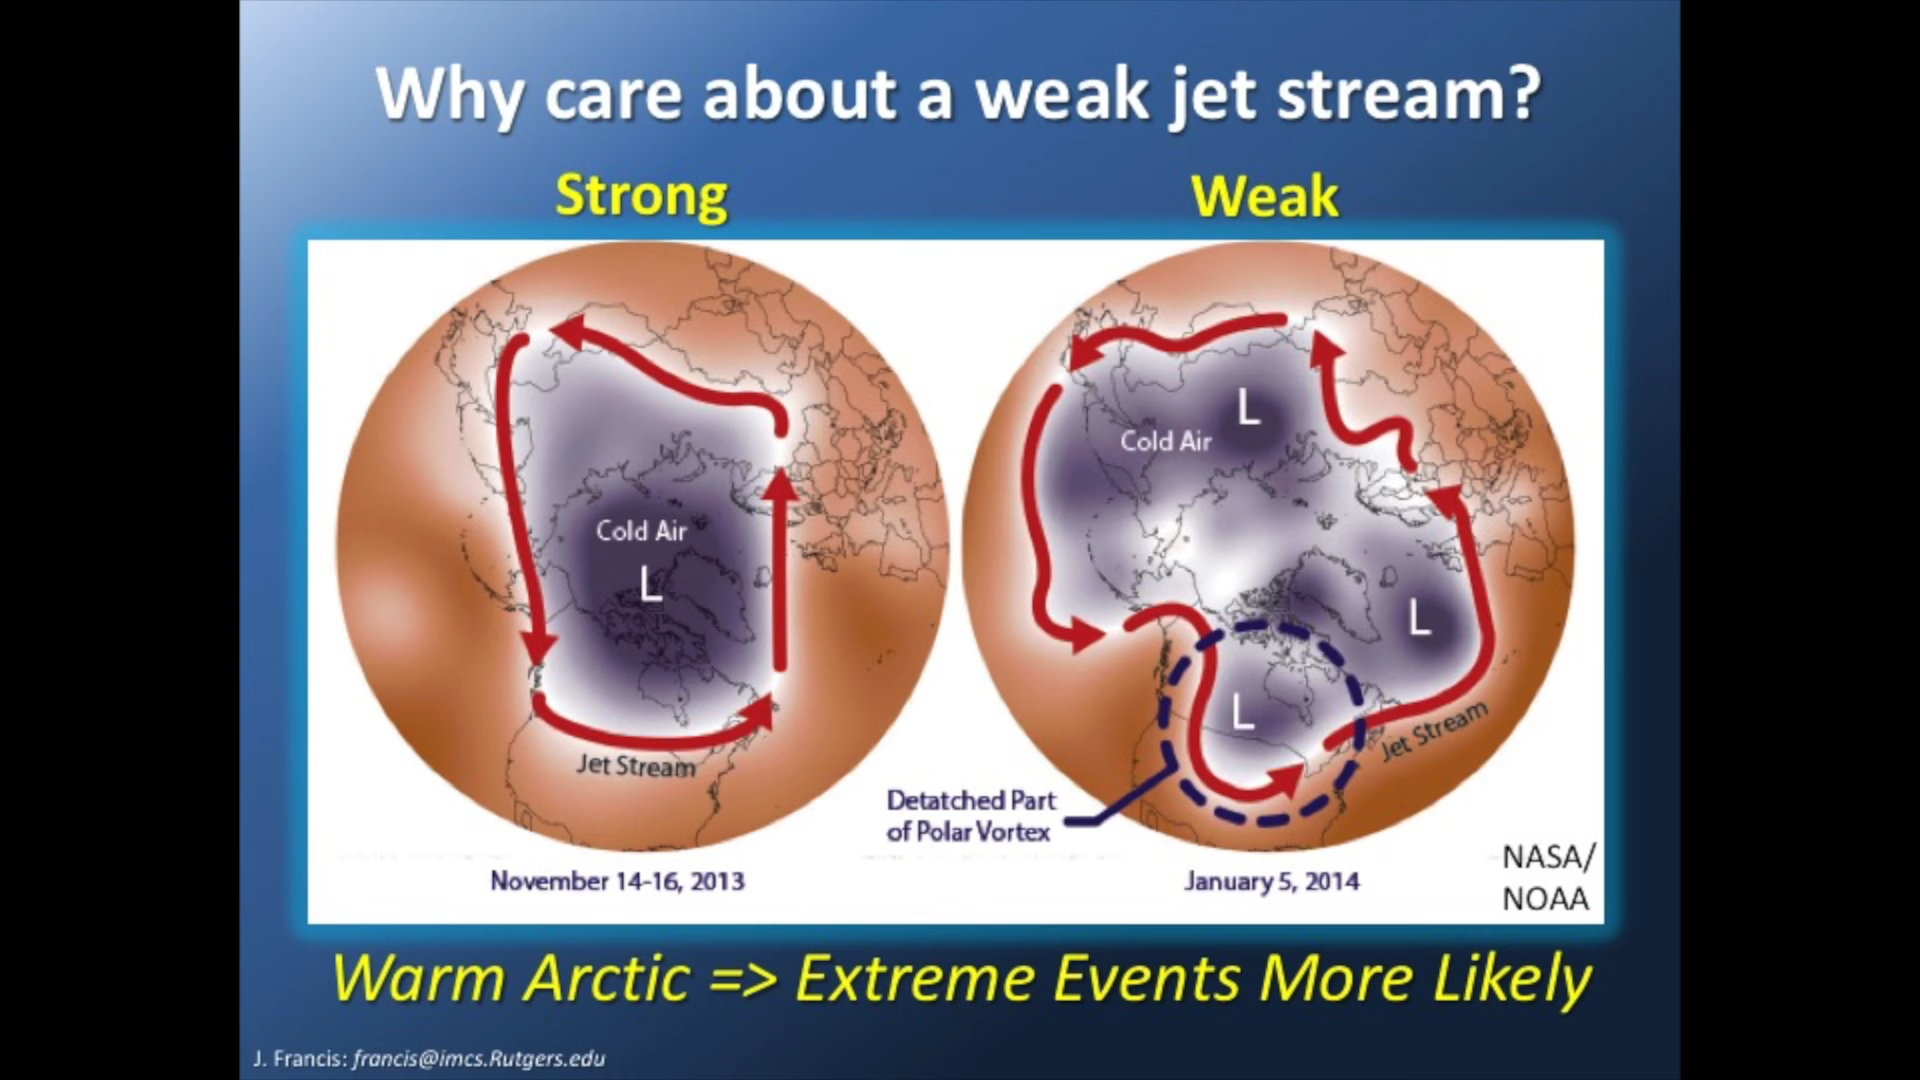 Why care about a weak jet stream?
Strong
Weak
Cold Air
L
Jet Stream
November 14-16, 2013
L
Cold Air
L
L
Jet Stream
Detatched Part
of Polar Vortex
January 5, 2014
NASA/
NOAA
Warm Arctic => Extreme Events More Likely
J. Francis: francis@imcs.Rutgers.edu